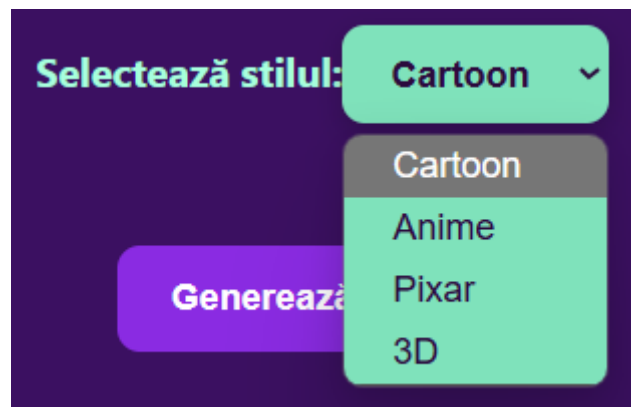 Selectează stilul: Cartoon
Cartoon
Anime
Generează Pixar
3D